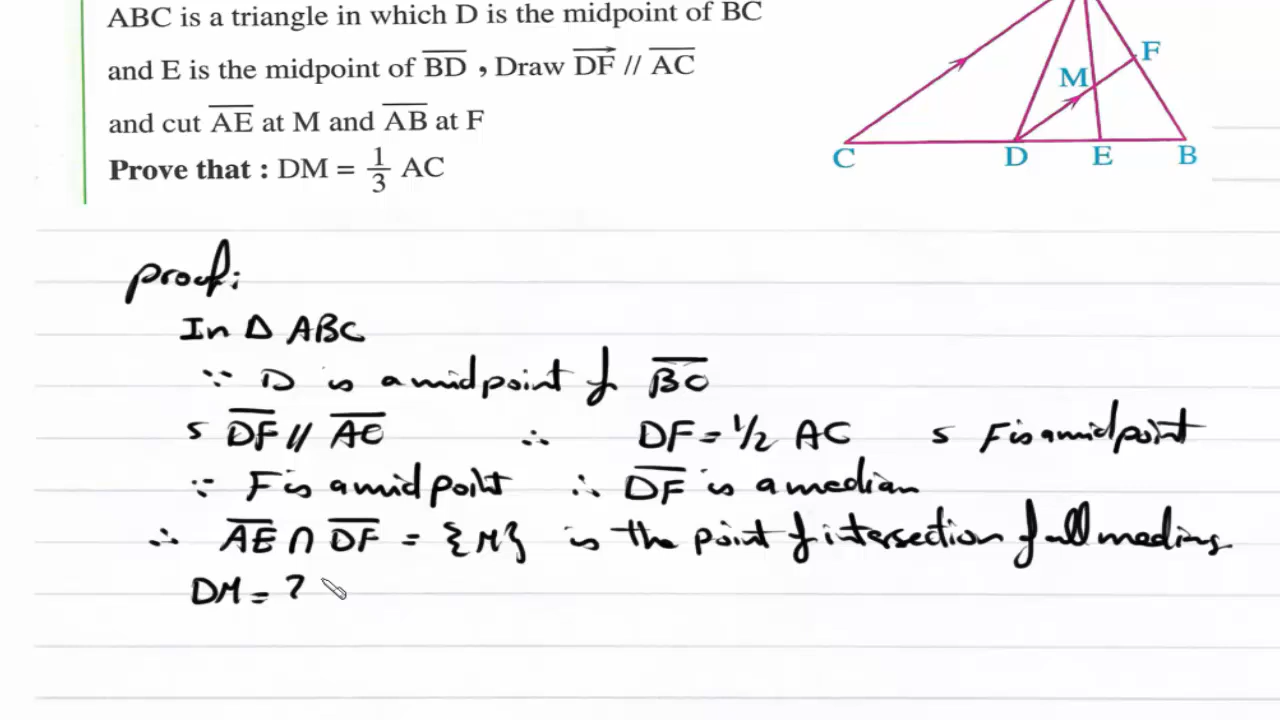 ABC is a triangle in which D is the midpoint of BC
and E is the midpoint of BD , Draw DF // AC
and cut AE at M and AB at F
Prove that : DM = 1/3 AC
F
M
C
D
E
B
proof:
In Δ ABC
∵ D is a midpoint of BC
, DF // AC ∴ DF = 1/2 AC , F is a midpoint
∵ F is a midpoint ∴ DF is a median
∴ AE ∩ DF = {M} is the point of intersection of all medians
DM = ?